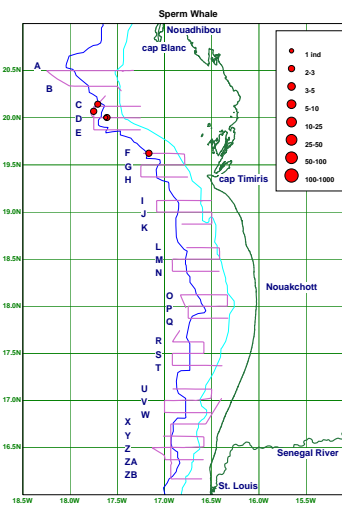 Sperm Whale
Nouadhibou
cap Blanc
1 ind
2-3
3-5
5-10
10-25
25-50
50-100
100-1000
20.5N
A
B
20.0N
C
D
E
19.5N
F
G
H
cap Timiris
19.0N
I
J
K
18.5N
L
M
N
18.0N
O
P
Q
Nouakchott
17.5N
R
S
T
17.0N
U
V
W
16.5N
X
Y
Z
ZA
ZB
Senegal River
St. Louis
18.5W 18.0W 17.5W 17.0W 16.5W 15.5W 15.0W